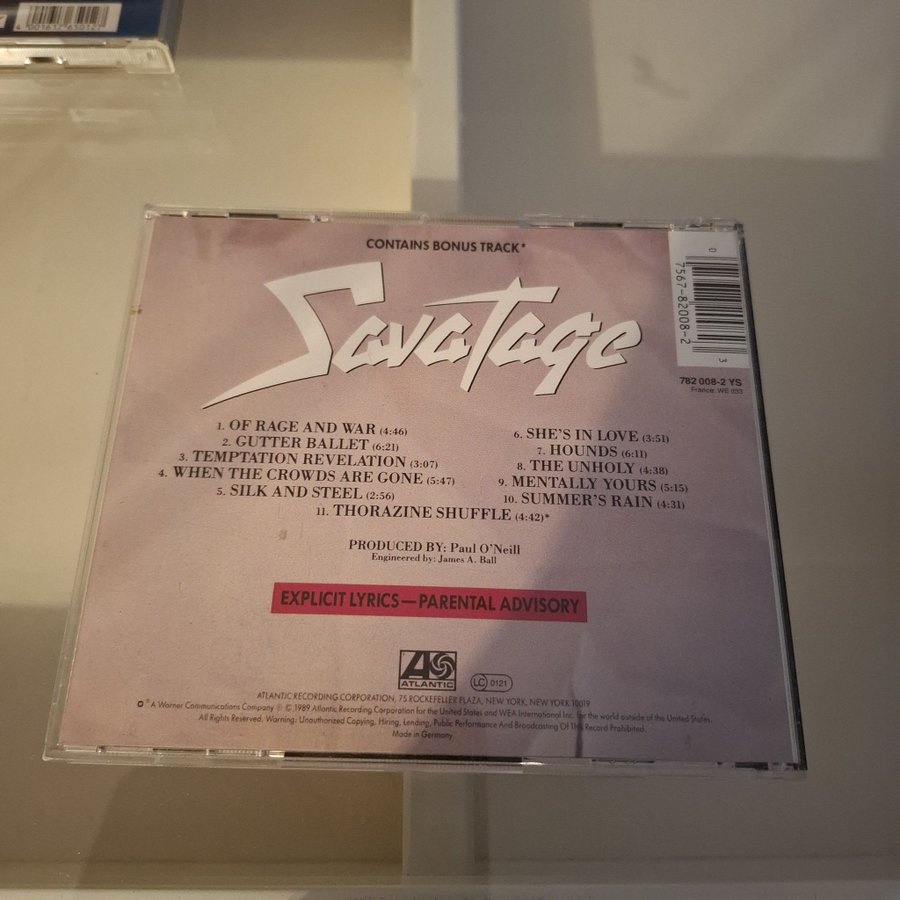 4 001612 650127
CONTAINS BONUS TRACK*
Savatage
0 7567-82008-2 3
782 008-2 YS
France: WE 833
1. OF RAGE AND WAR (4:46)
2. GUTTER BALLET (6:21)
3. TEMPTATION REVELATION (3:07)
4. WHEN THE CROWDS ARE GONE (5:47)
5. SILK AND STEEL (2:56)
6. SHE'S IN LOVE (3:51)
7. HOUNDS (6:11)
8. THE UNHOLY (4:38)
9. MENTALLY YOURS (5:15)
10. SUMMER'S RAIN (4:31)
11. THORAZINE SHUFFLE (4:42)*
PRODUCED BY: Paul O'Neill
Engineered by: James A. Ball
EXPLICIT LYRICS—PARENTAL ADVISORY
ATLANTIC
LC 0121
ATLANTIC RECORDING CORPORATION, 75 ROCKEFELLER PLAZA, NEW YORK, NEW YORK 10019
A Warner Communications Company ℗ © 1989 Atlantic Recording Corporation for the United States and WEA International Inc. for the world outside of the United States.
All Rights Reserved. Warning: Unauthorized Copying, Hiring, Lending, Public Performance And Broadcasting Of This Record Prohibited.
Made in Germany